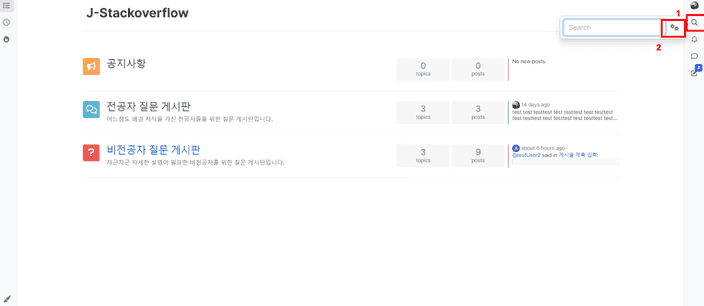 J-Stackoverflow
1
Search
2
공지사항
0
topics
0
posts
No new posts.
전공자 질문 게시판
어느정도 배경 지식을 가진 전공자들을 위한 질문 게시판입니다.
3
topics
3
posts
14 days ago
test test testtest test test testtest test testtest
test testtest test testtest test testtest test test...
비전공자 질문 게시판
차근차근 자세한 설명이 필요한 비전공자를 위한 질문 게시판입니다.
3
topics
9
posts
A about 6 hours ago
@testUser2 said in 게시글 제목 입력:
2